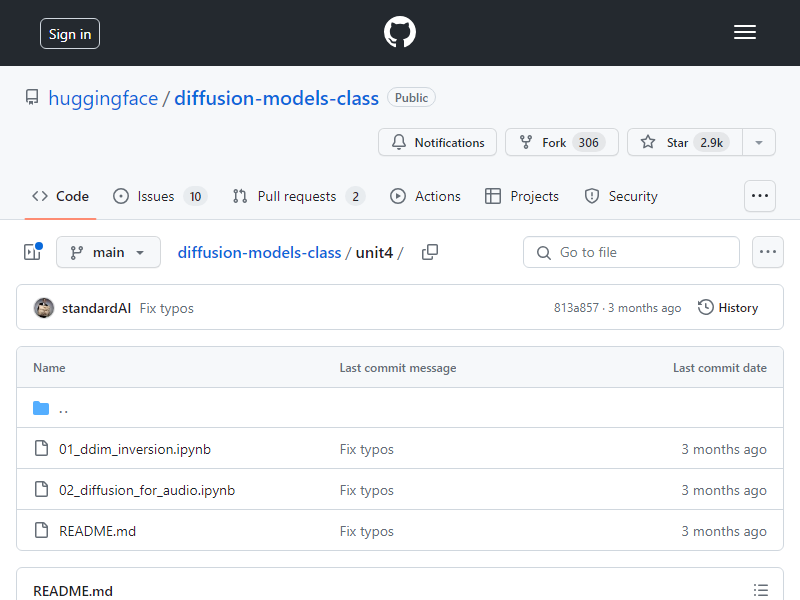 Sign in
huggingface / diffusion-models-class Public
Notifications Fork 306 Star 2.9k
Code Issues 10 Pull requests 2 Actions Projects Security
main diffusion-models-class / unit4 / Go to file
standardAI Fix typos 813a857 · 3 months ago History
Name Last commit message Last commit date
..
01_ddim_inversion.ipynb Fix typos 3 months ago
02_diffusion_for_audio.ipynb Fix typos 3 months ago
README.md Fix typos 3 months ago
README.md